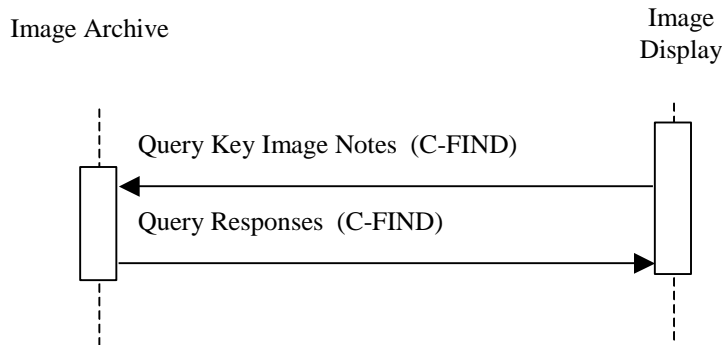 Image Archive
Image
Display
Query Key Image Notes (C-FIND)
Query Responses (C-FIND)